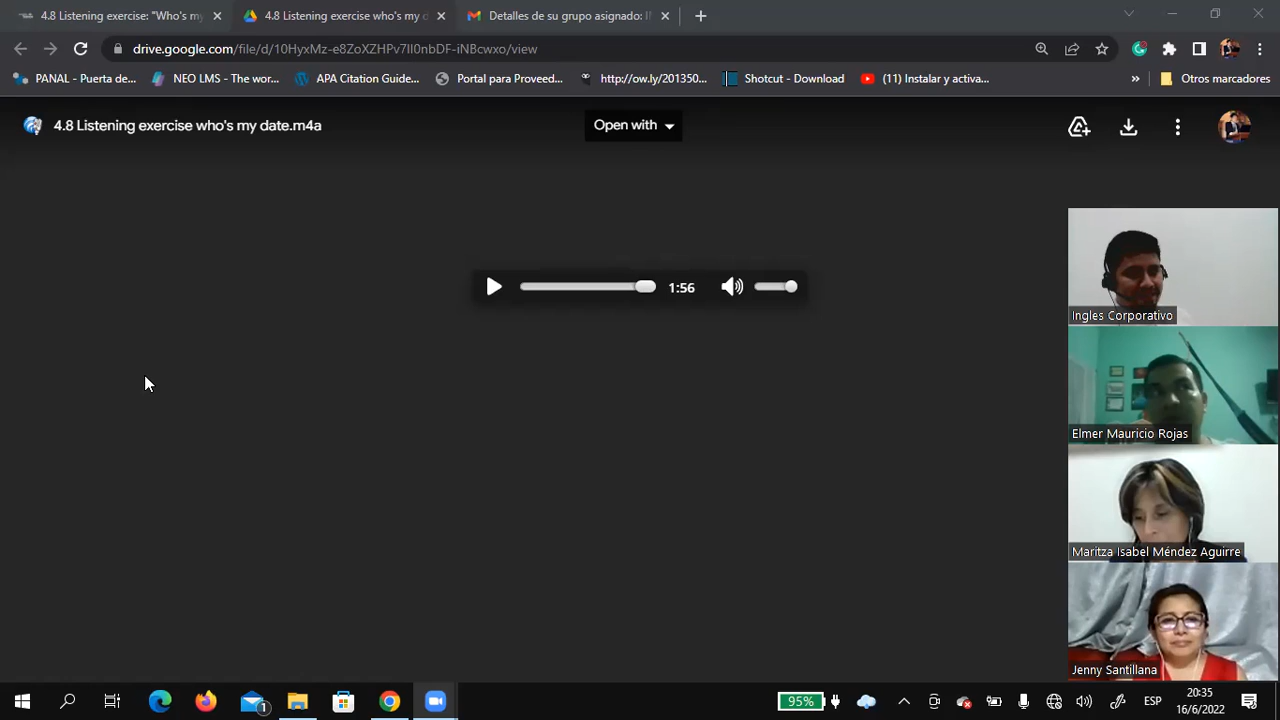 4.8 Listening exercise: "Who's my
4.8 Listening exercise who's my d
Detalles de su grupo asignado: I
drive.google.com/file/d/10HyxMz-e8ZoXZHPv7II0nbDF-iNBcwxo/view
PANAL - Puerta de...
NEO LMS - The wor...
APA Citation Guide...
Portal para Proveed...
http://ow.ly/201350...
Shotcut - Download
(11) Instalar y activa...
»
Otros marcadores
4.8 Listening exercise who's my date.m4a
Open with
1:56
Ingles Corporativo
Elmer Mauricio Rojas
Maritza Isabel Méndez Aguirre
Jenny Santillana
1
95%
ESP
20:35
16/6/2022